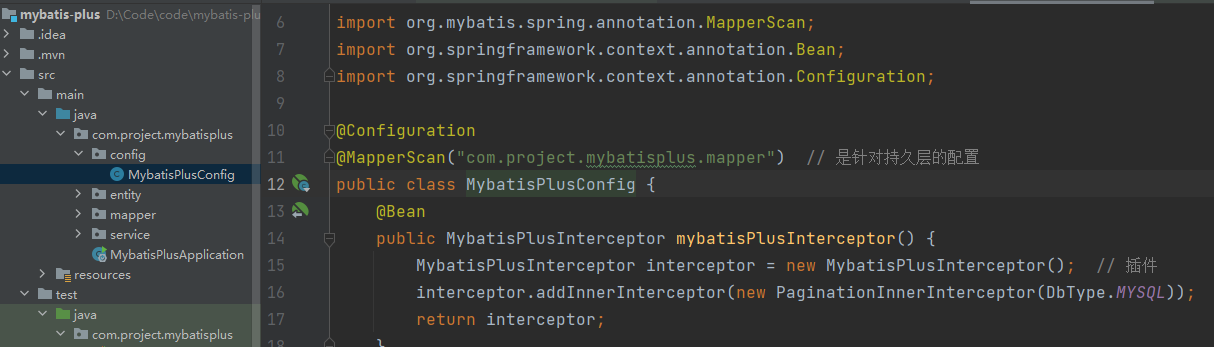 mybatis-plus D:\Code\code\mybatis-plu
.idea
.mvn
src
main
java
com.project.mybatisplus
config
MybatisPlusConfig
entity
mapper
service
MybatisPlusApplication
resources
test
java
com.project.mybatisplus
6 import org.mybatis.spring.annotation.MapperScan;
7 import org.springframework.context.annotation.Bean;
8 import org.springframework.context.annotation.Configuration;
9
10 @Configuration
11 @MapperScan("com.project.mybatisplus.mapper") // 是针对持久层的配置
12 public class MybatisPlusConfig {
13 @Bean
14 public MybatisPlusInterceptor mybatisPlusInterceptor() {
15 MybatisPlusInterceptor interceptor = new MybatisPlusInterceptor(); // 插件
16 interceptor.addInnerInterceptor(new PaginationInnerInterceptor(DbType.MYSQL));
17 return interceptor;
18 }